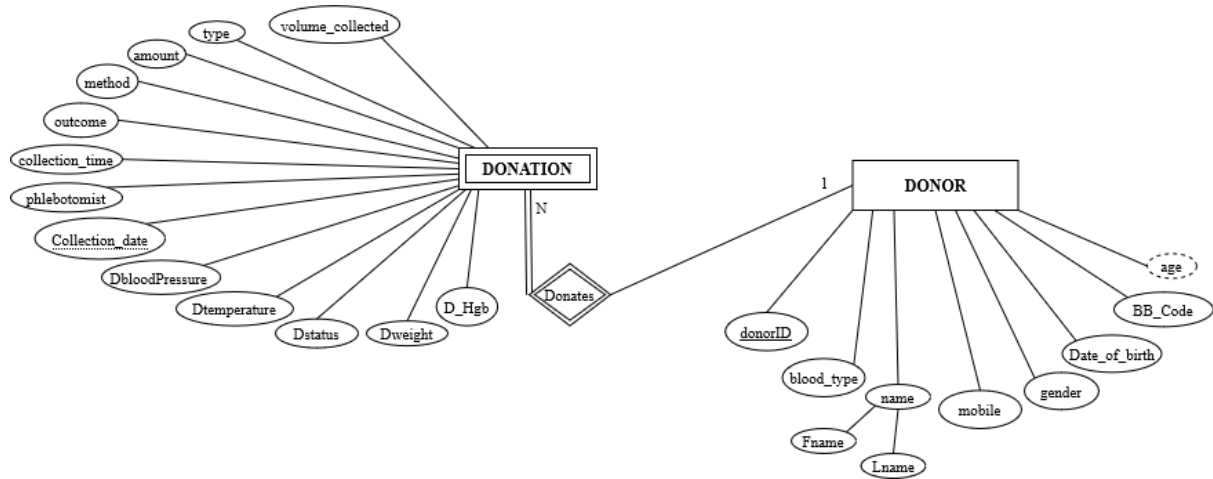 volume_collected
type
amount
method
outcome
collection_time
phlebotomist
Collection_date
DbloodPressure
Dtemperature
Dstatus
Dweight
D_Hgb
DONATION
N
Donates
1
DONOR
age
BB_Code
Date_of_birth
gender
mobile
name
Fname
Lname
blood_type
donorID